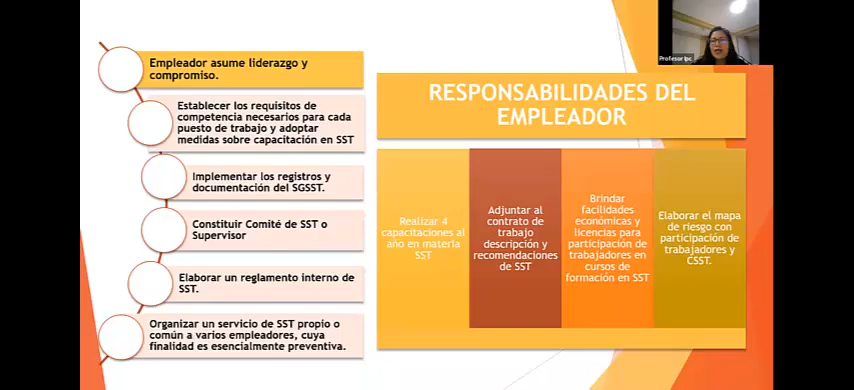 Profesor Ipc
Empleador asume liderazgo y
compromiso.
Establecer los requisitos de
competencia necesarios para cada
puesto de trabajo y adoptar
medidas sobre capacitación en SST
Implementar los registros y
documentación del SGSST.
Constituir Comité de SST o
Supervisor
Elaborar un reglamento interno de
SST.
Organizar un servicio de SST propio o
común a varios empleadores, cuya
finalidad es esencialmente preventiva.
RESPONSABILIDADES DEL
EMPLEADOR
Realizar 4
capacitaciones al
año en materia
SST
Adjuntar al
contrato de
trabajo
descripción y
recomendaciones
de SST
Brindar
facilidades
económicas y
licencias para
participación de
trabajadores en
cursos de
formación en SST
Elaborar el mapa
de riesgo con
participación de
trabajadores y
CSST.